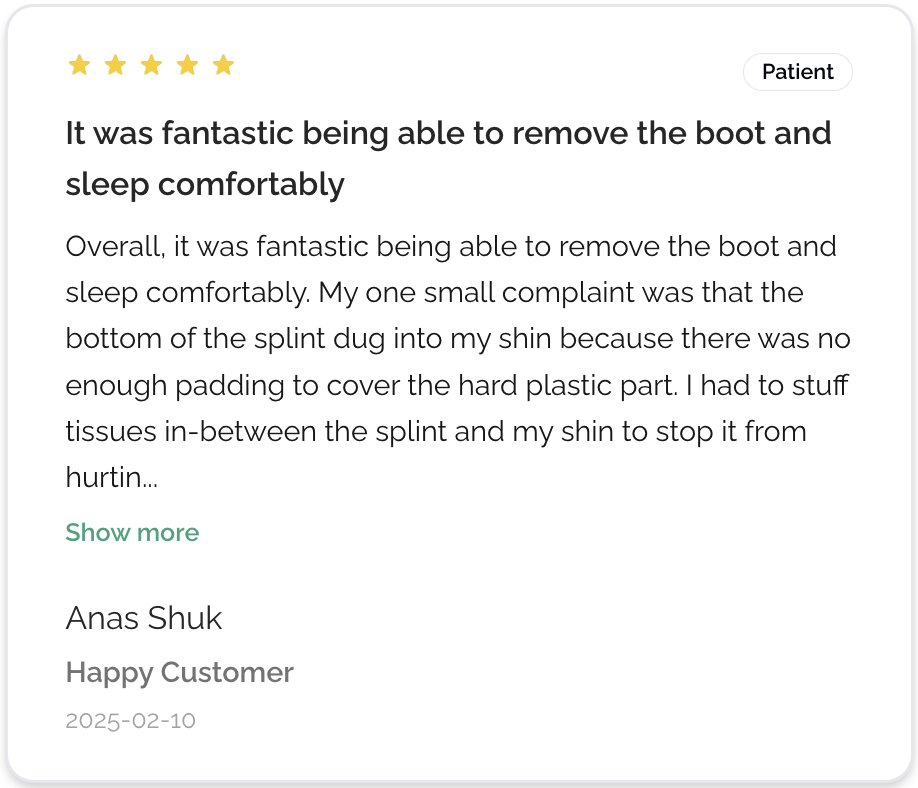 Patient
It was fantastic being able to remove the boot and
sleep comfortably
Overall, it was fantastic being able to remove the boot and
sleep comfortably. My one small complaint was that the
bottom of the splint dug into my shin because there was no
enough padding to cover the hard plastic part. I had to stuff
tissues in-between the splint and my shin to stop it from
hurtin...
Show more
Anas Shuk
Happy Customer
2025-02-10